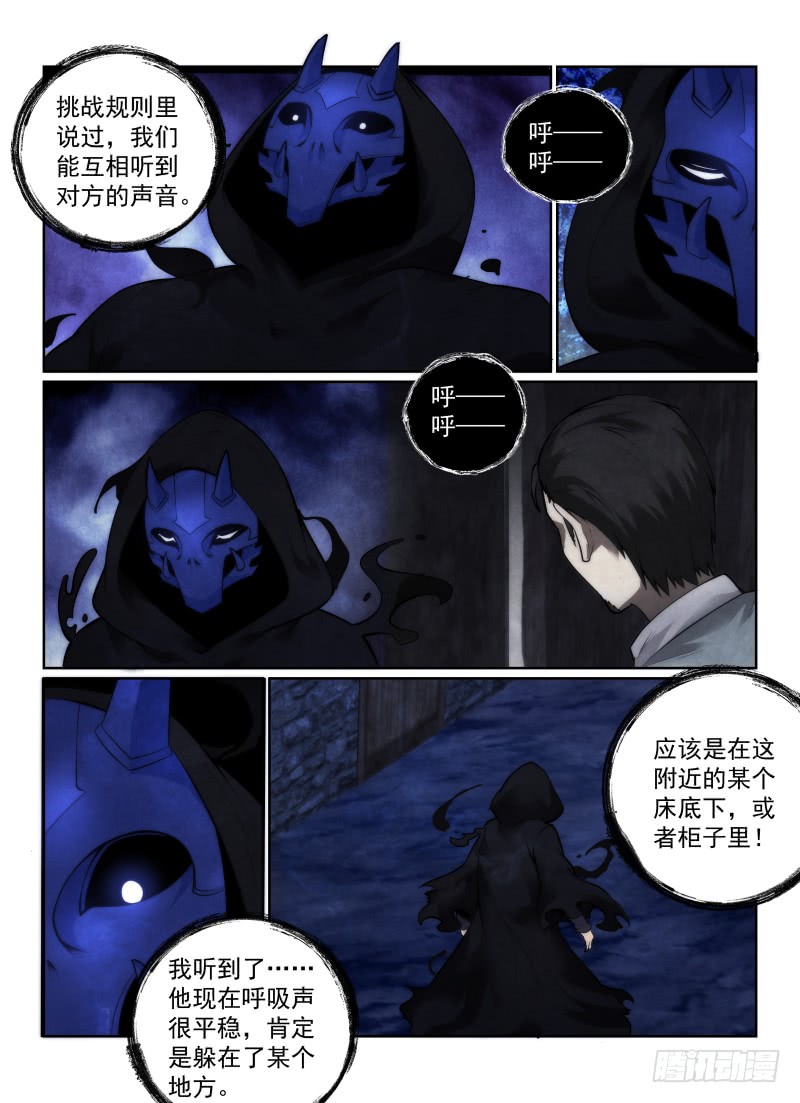 挑战规则里
说过，我们
能互相听到
对方的声音。
呼——
呼——
呼——
呼——
我听到了……
他现在呼吸声
很平稳，肯定
是躲在了某个
地方。
应该是在这
附近的某个
床底下，或
者柜子里！
腾讯动漫